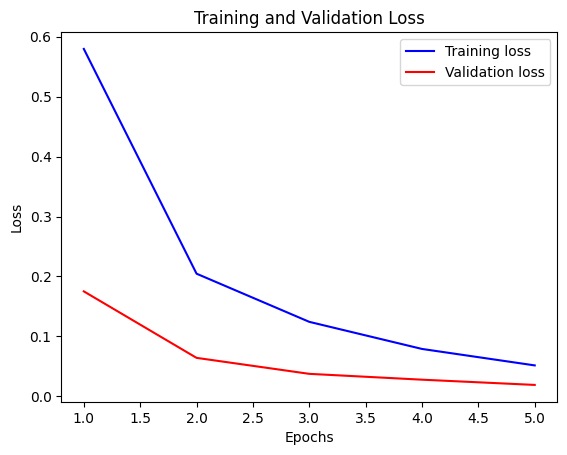 Training and Validation Loss
Training loss
Validation loss
0.6
0.5
0.4
0.3
0.2
0.1
0.0
Loss
1.0 1.5 2.0 2.5 3.0 3.5 4.0 4.5 5.0
Epochs